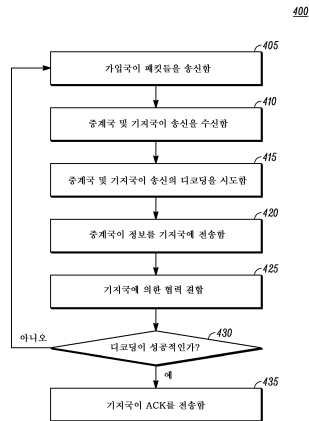 400
405
가입국이 패킷들을 송신함
410
중계국 및 기지국이 송신을 수신함
415
중계국 및 기지국이 송신의 디코딩을 시도함
420
중계국이 정보를 기지국에 전송함
425
기지국에 의한 협력 결합
430
아니오
디코딩이 성공적인가?
예
435
기지국이 ACK를 전송함